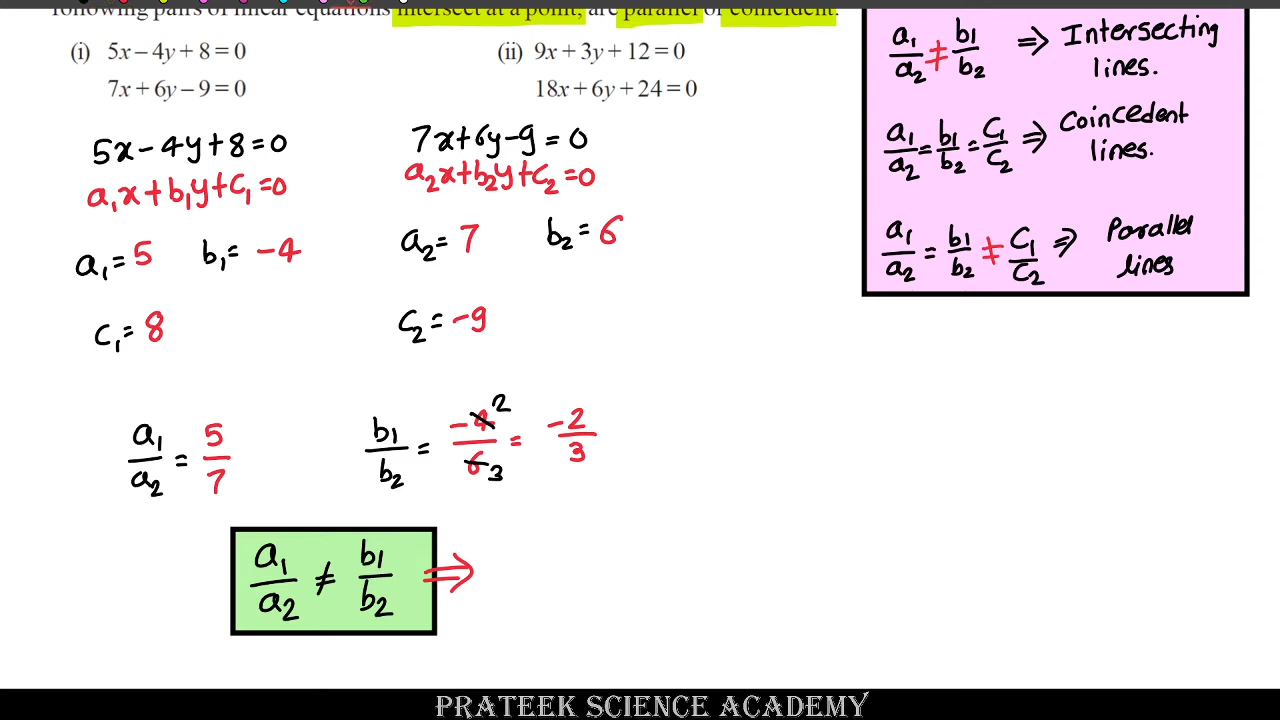 following pairs of linear equations intersect at a point, are parallel or coincident:
(i) 5x – 4y + 8 = 0
7x + 6y – 9 = 0
(ii) 9x + 3y + 12 = 0
18x + 6y + 24 = 0
5x - 4y + 8 = 0
a₁x + b₁y + c₁ = 0
a₁ = 5 b₁ = -4
c₁ = 8
7x + 6y - 9 = 0
a₂x + b₂y + c₂ = 0
a₂ = 7 b₂ = 6
c₂ = -9
a₁/a₂ = 5/7
b₁/b₂ = -4/6 2 3 = -2/3
a₁/a₂ ≠ b₁/b₂ ⇒
a₁/a₂ ≠ b₁/b₂ ⇒ Intersecting
lines.
a₁/a₂ = b₁/b₂ = c₁/c₂ ⇒ Coincedent
lines.
a₁/a₂ = b₁/b₂ ≠ c₁/c₂ ⇒ Parallel
lines
PRATEEK SCIENCE ACADEMY